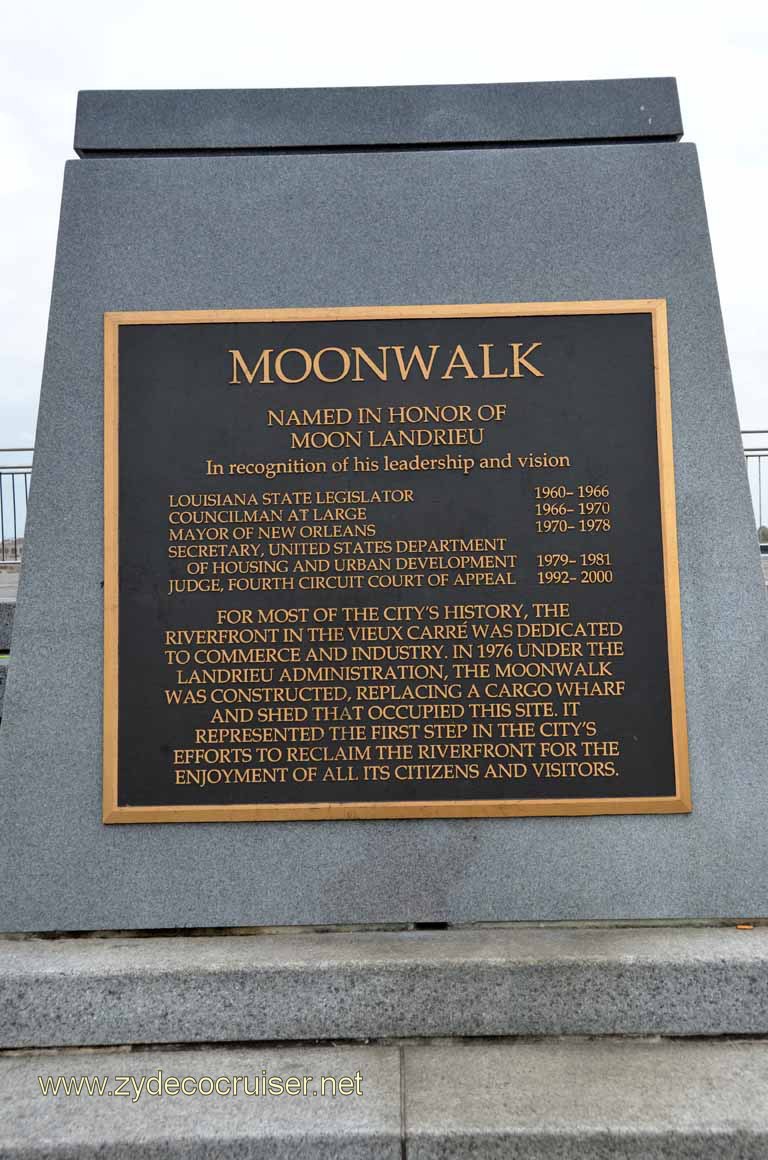 MOONWALK
NAMED IN HONOR OF
MOON LANDRIEU
In recognition of his leadership and vision
LOUISIANA STATE LEGISLATOR 1960–1966
COUNCILMAN AT LARGE 1966–1970
MAYOR OF NEW ORLEANS 1970–1978
SECRETARY, UNITED STATES DEPARTMENT
OF HOUSING AND URBAN DEVELOPMENT 1979–1981
JUDGE, FOURTH CIRCUIT COURT OF APPEAL 1992–2000
FOR MOST OF THE CITY'S HISTORY, THE
RIVERFRONT IN THE VIEUX CARRÉ WAS DEDICATED
TO COMMERCE AND INDUSTRY. IN 1976 UNDER THE
LANDRIEU ADMINISTRATION, THE MOONWALK
WAS CONSTRUCTED, REPLACING A CARGO WHARF
AND SHED THAT OCCUPIED THIS SITE. IT
REPRESENTED THE FIRST STEP IN THE CITY'S
EFFORTS TO RECLAIM THE RIVERFRONT FOR THE
ENJOYMENT OF ALL ITS CITIZENS AND VISITORS.
www.zydecocruiser.net